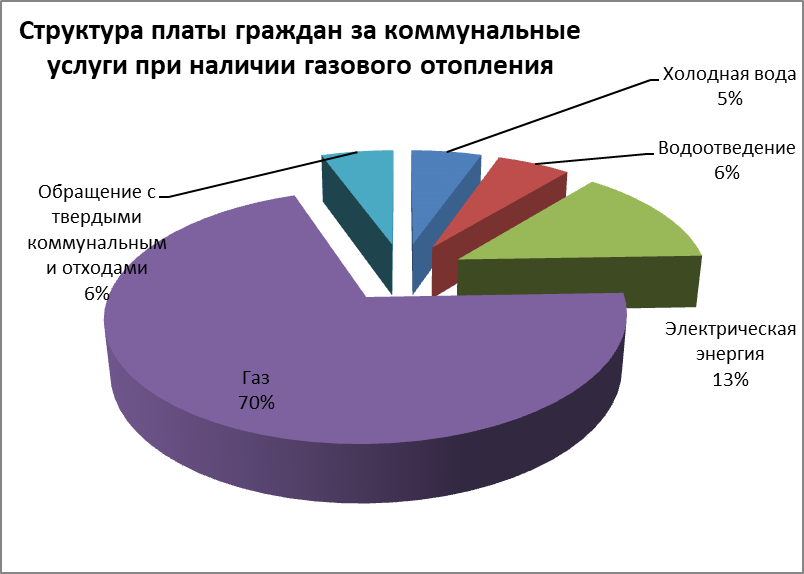 Структура платы граждан за коммунальные
услуги при наличии газового отопления
Холодная вода
5%
Водоотведение
6%
Электрическая
энергия
13%
Газ
70%
Обращение с
твердыми
коммунальным
и отходами
6%